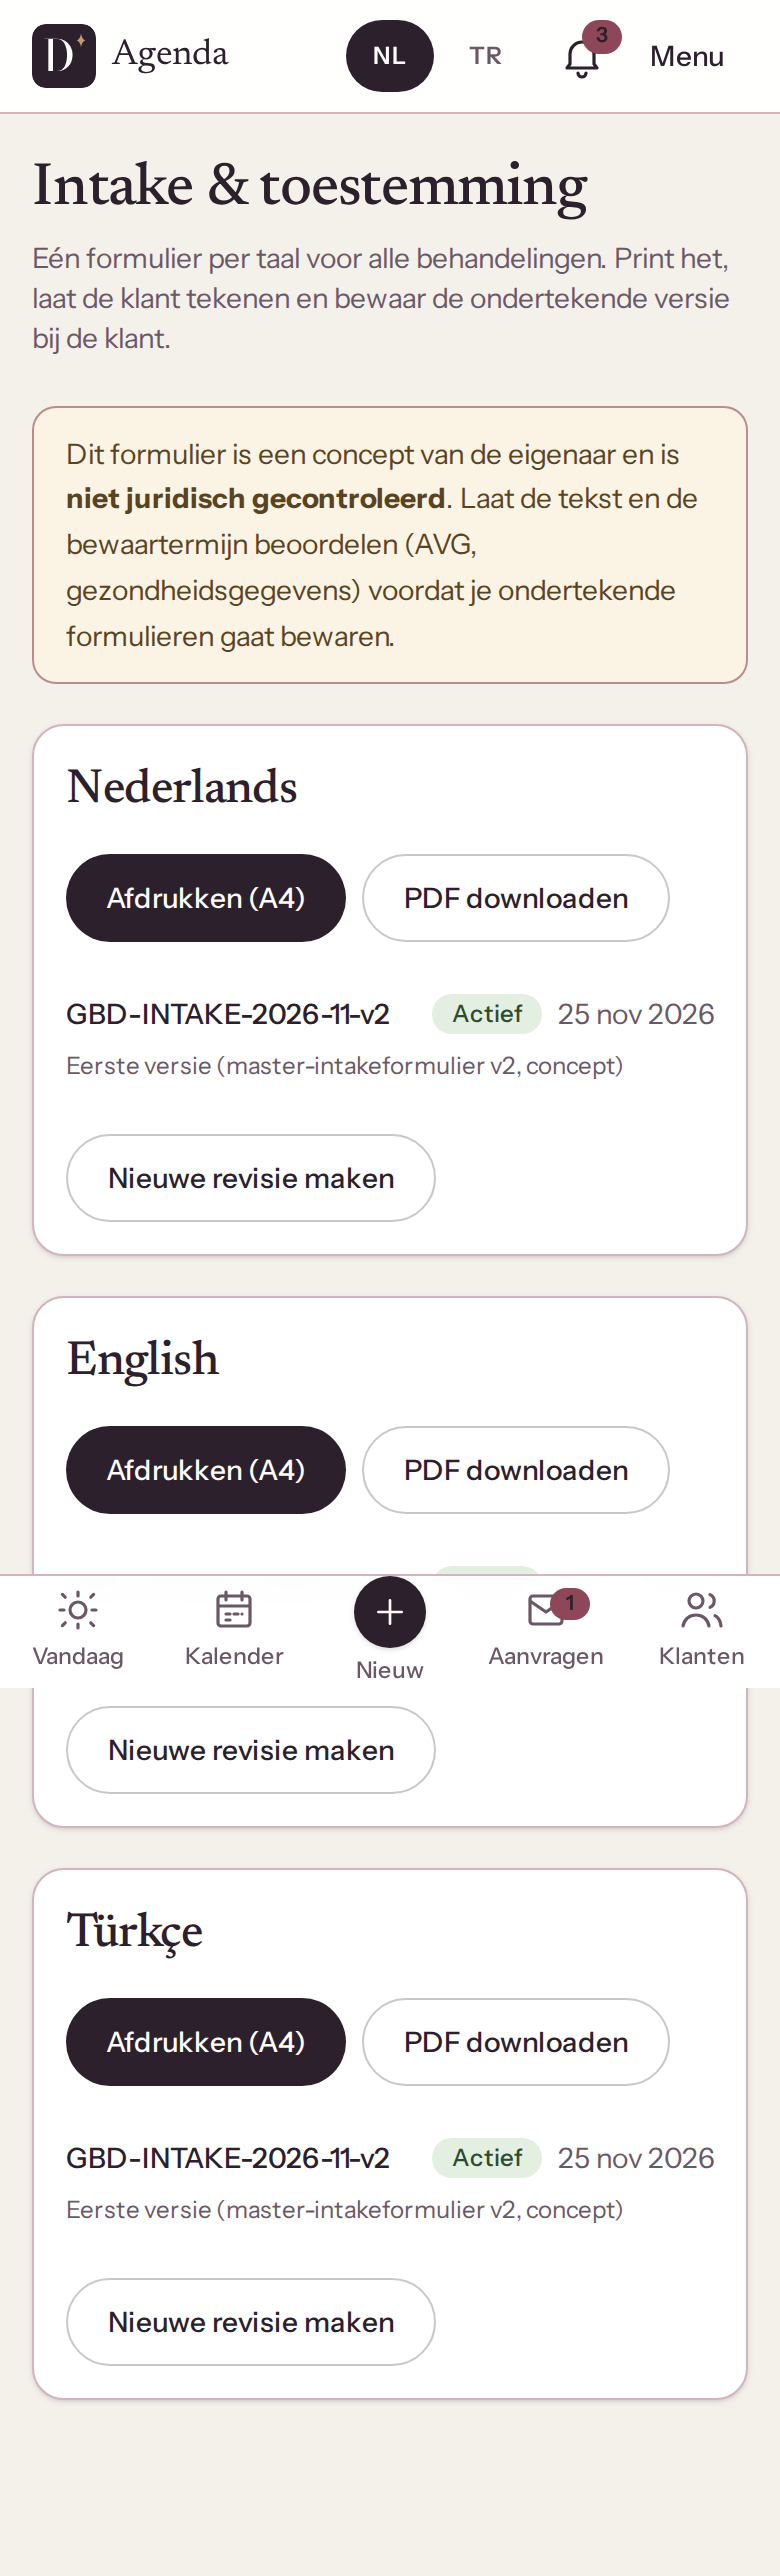 D Agenda NL TR 3 Menu
Intake & toestemming
Eén formulier per taal voor alle behandelingen. Print het,
laat de klant tekenen en bewaar de ondertekende versie
bij de klant.
Dit formulier is een concept van de eigenaar en is
niet juridisch gecontroleerd. Laat de tekst en de
bewaartermijn beoordelen (AVG,
gezondheidsgegevens) voordat je ondertekende
formulieren gaat bewaren.
Nederlands
Afdrukken (A4) PDF downloaden
GBD-INTAKE-2026-11-v2 Actief 25 nov 2026
Eerste versie (master-intakeformulier v2, concept)
Nieuwe revisie maken
English
Afdrukken (A4) PDF downloaden
1
Vandaag Kalender Nieuw Aanvragen Klanten
Nieuwe revisie maken
Türkçe
Afdrukken (A4) PDF downloaden
GBD-INTAKE-2026-11-v2 Actief 25 nov 2026
Eerste versie (master-intakeformulier v2, concept)
Nieuwe revisie maken